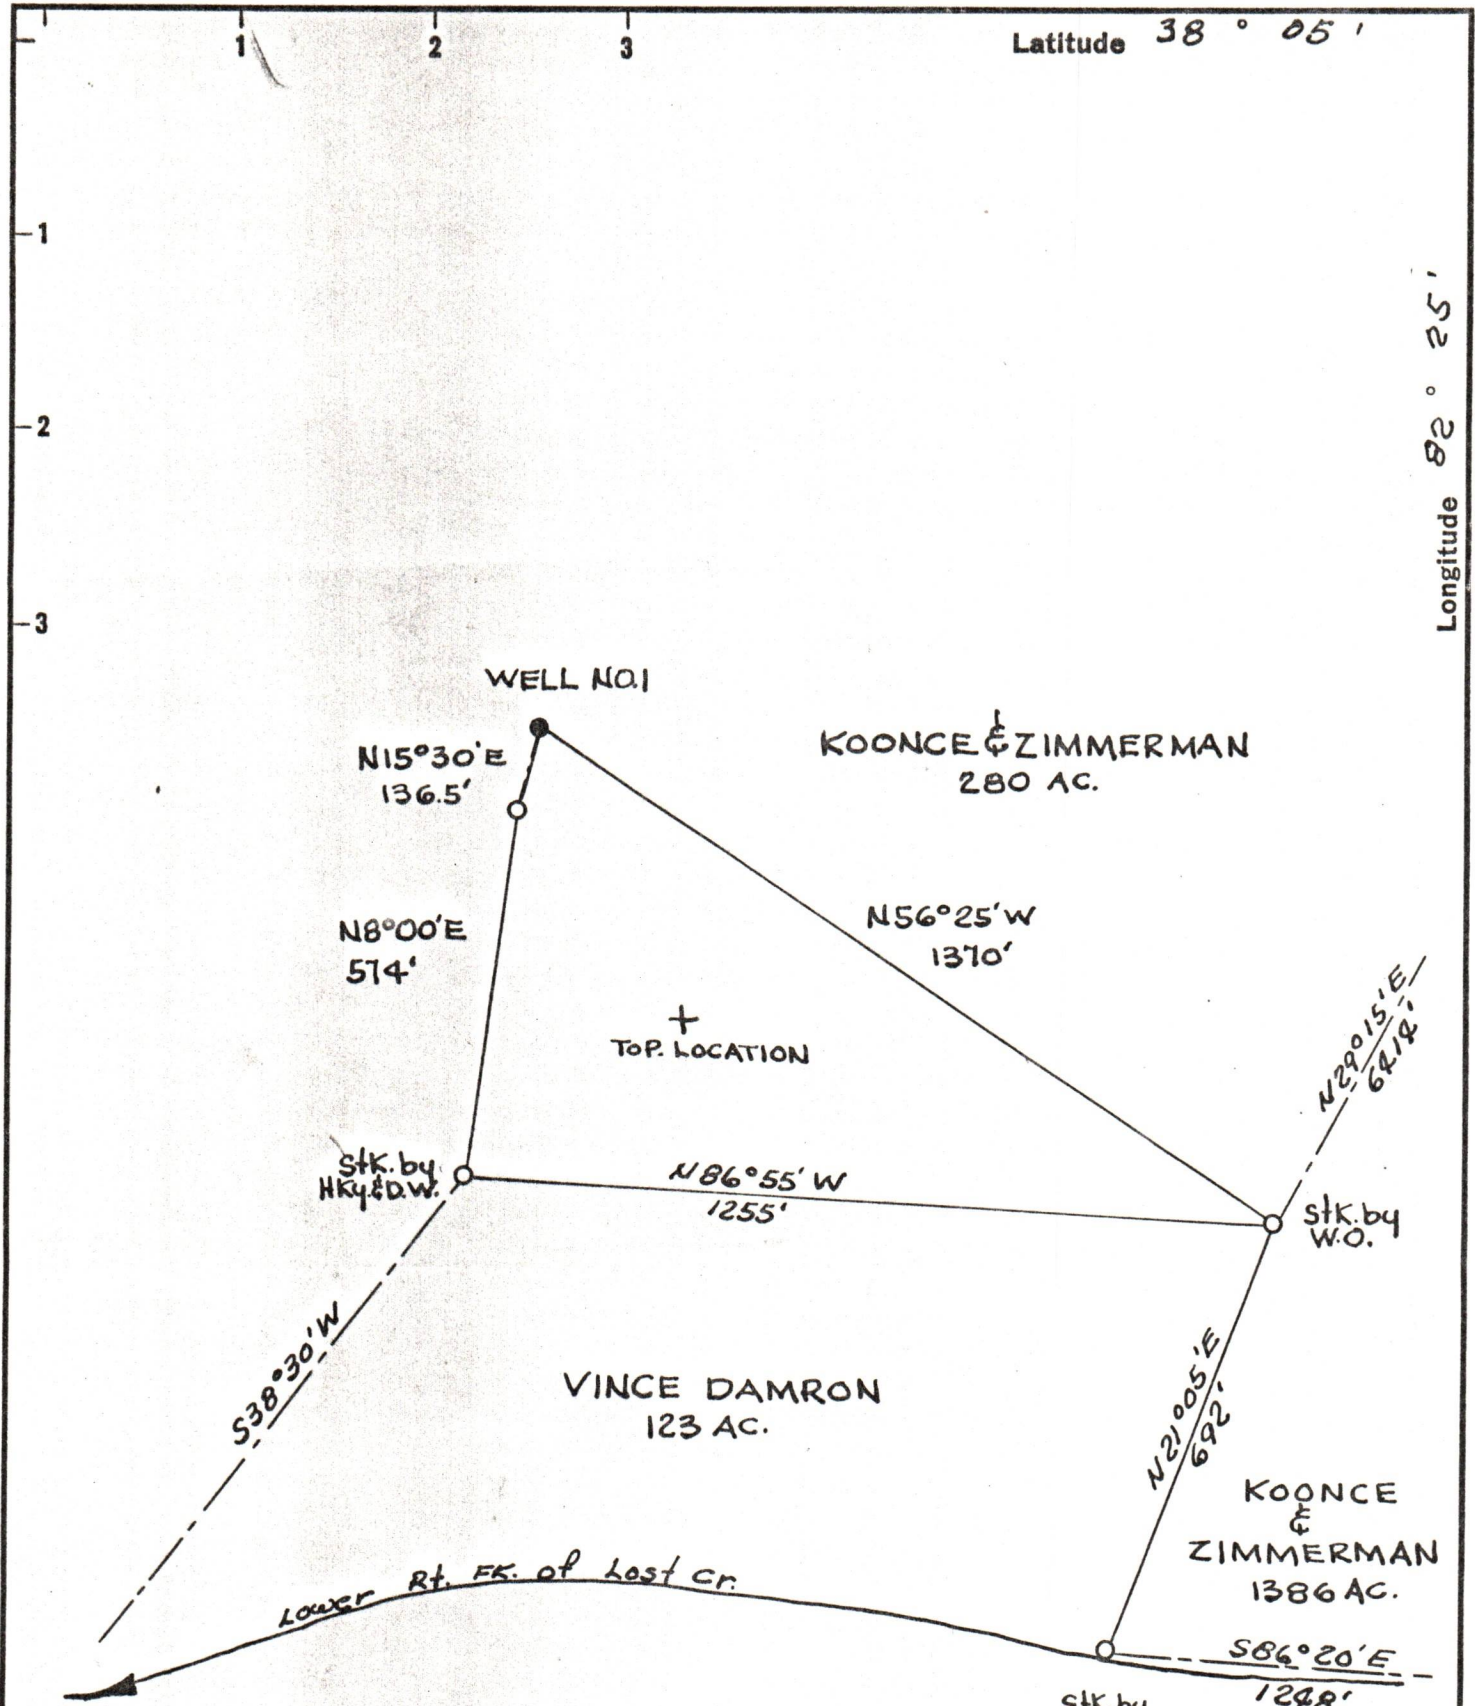 1 2 3
Latitude 38 ° 05 '
-1
-2
-3
Longitude 82 ° 25 '
WELL NO.1
N15°30'E
136.5'
KOONCE & ZIMMERMAN
280 AC.
N8°00'E
574'
N56°25'W
1370'
+
TOP. LOCATION
N29°15'E
Stk. by
HKy. & D.W.
N86°55'W
1255'
Stk. by
W.O.
S38°30'W
VINCE DAMRON
123 AC.
N21°05'E
692'
KOONCE
&
ZIMMERMAN
1386 AC.
Lower Rt. FK. of Lost Cr.
S86°20'E
1248'
Stk. by